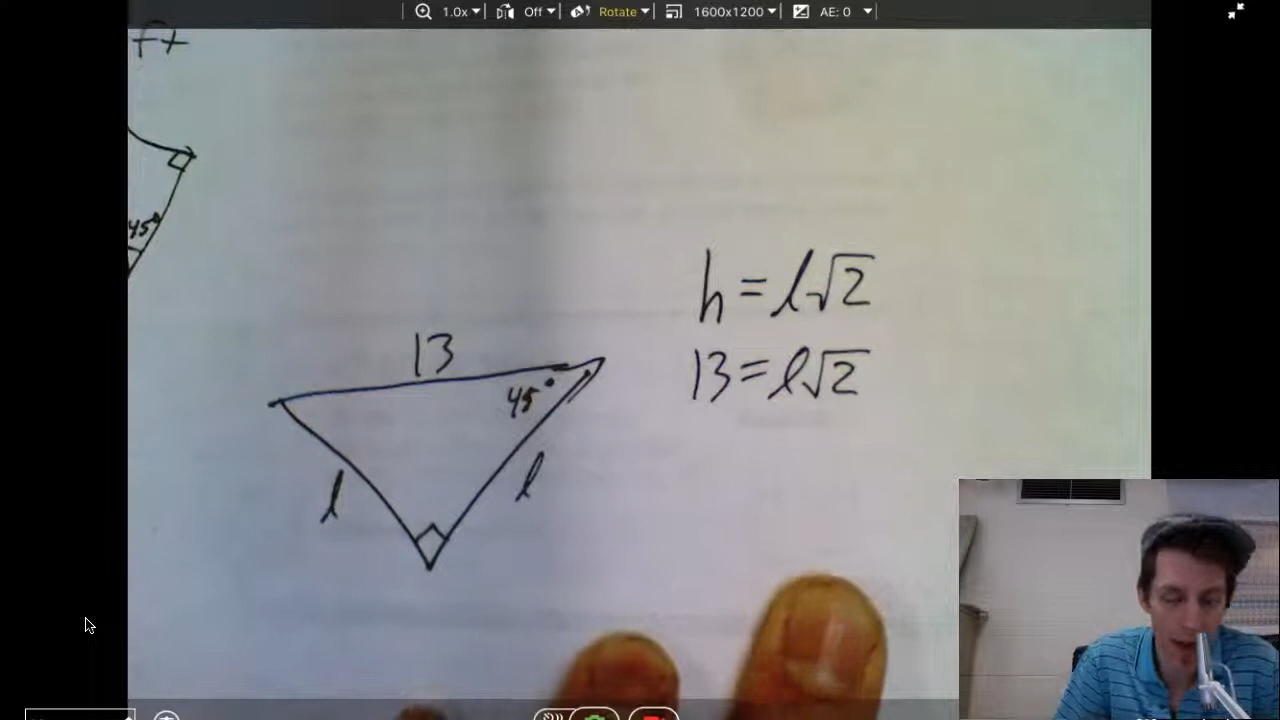 1.0x Off Rotate 1600x1200 AE: 0
ft
45°
h = l√2
13
13 = l√2
45°
l
l